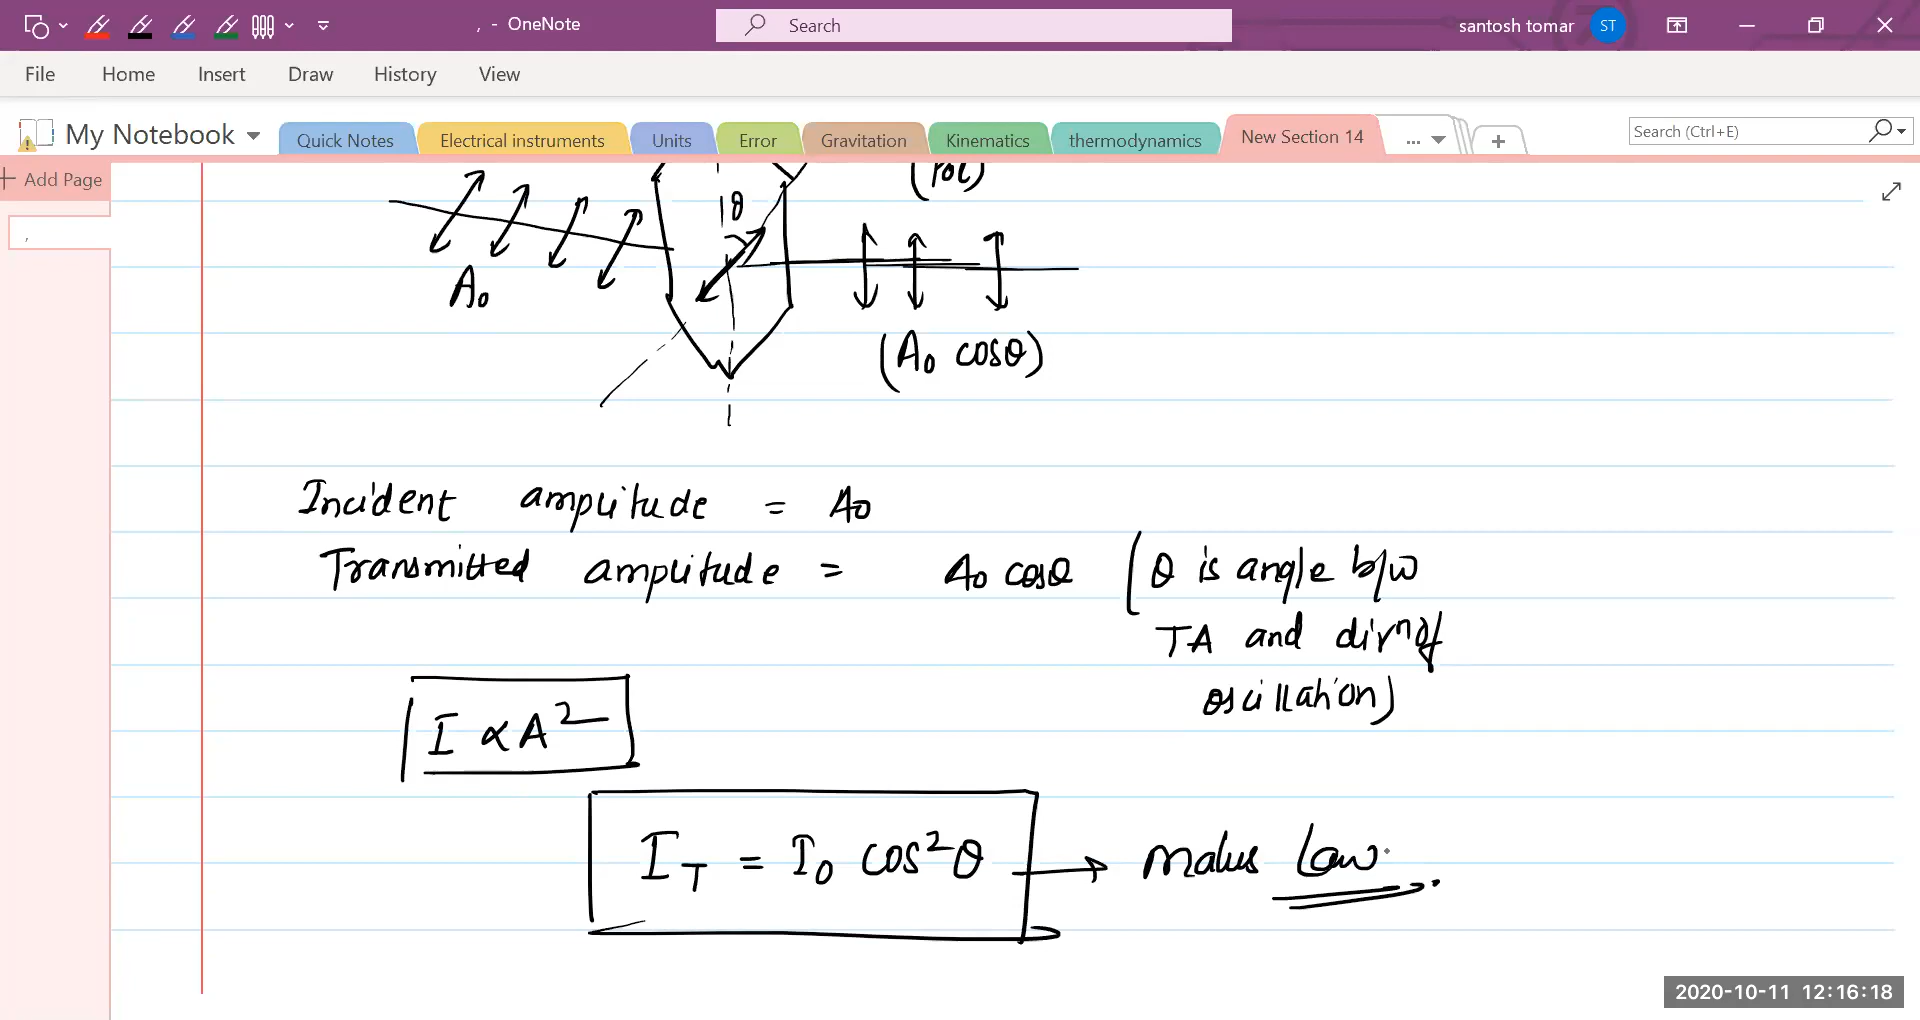 , - OneNote
Search
santosh tomar
ST
File Home Insert Draw History View
My Notebook
Quick Notes
Electrical instruments
Units
Error
Gravitation
Kinematics
thermodynamics
New Section 14
...
Search (Ctrl+E)
Add Page
,
(Pol)
θ
A₀
(A₀ cosθ)
Incident amplitude = A₀
Transmitted amplitude = A₀ cosθ (θ is angle b/w
TA and dirⁿ of
oscillation)
I ∝ A²
I_T = I₀ cos²θ → malus Law.
2020-10-11 12:16:18